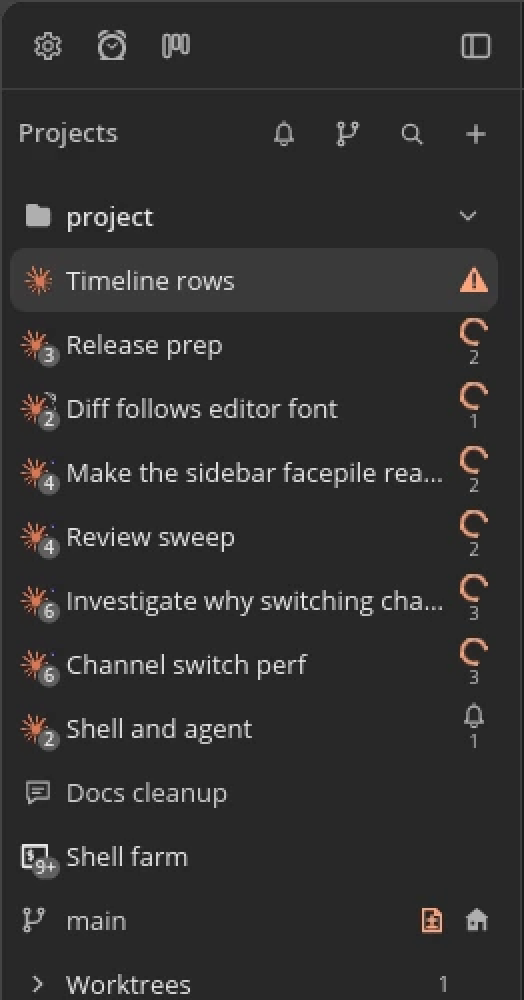 Projects
project
Timeline rows
3 Release prep 2
2 Diff follows editor font 1
4 Make the sidebar facepile rea... 2
4 Review sweep 2
6 Investigate why switching cha... 3
6 Channel switch perf 3
2 Shell and agent 1
Docs cleanup
9+ Shell farm
main
Worktrees 1